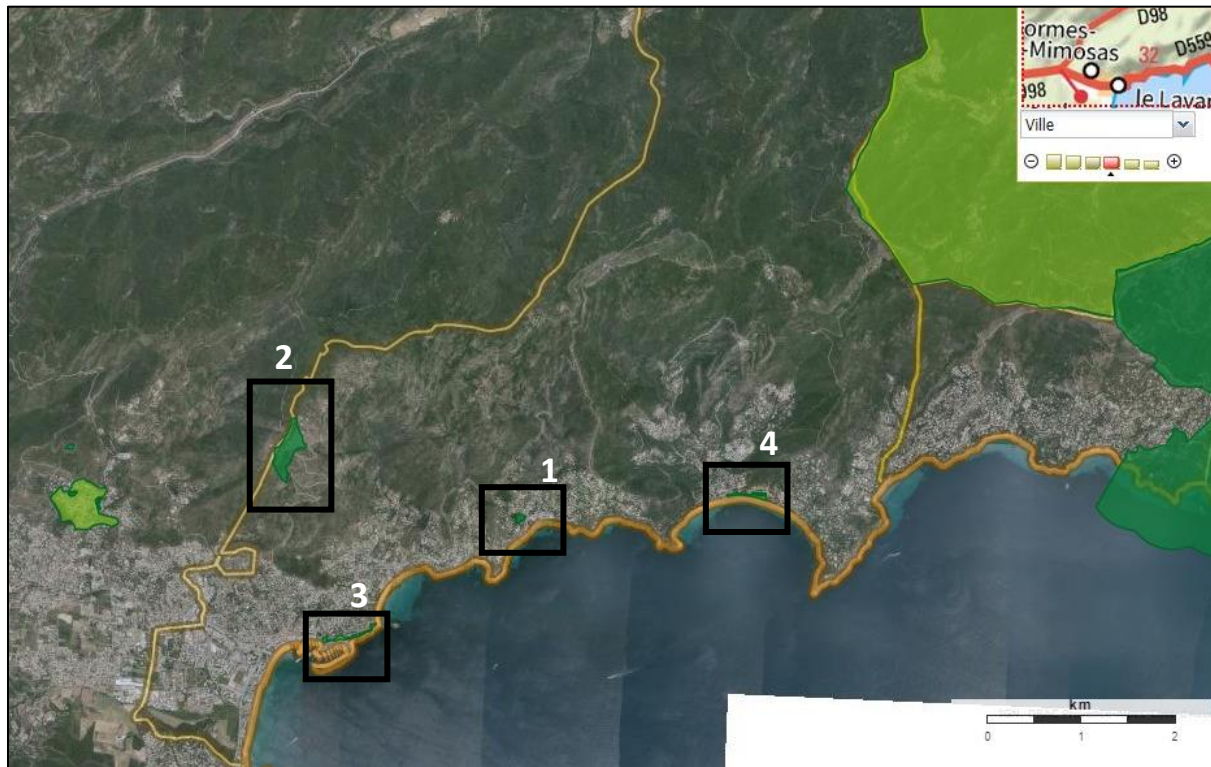 D98
ormes-
-Mimosas
32
D559
98
le Lavan
Ville
2
4
1
3
km
0 1 2